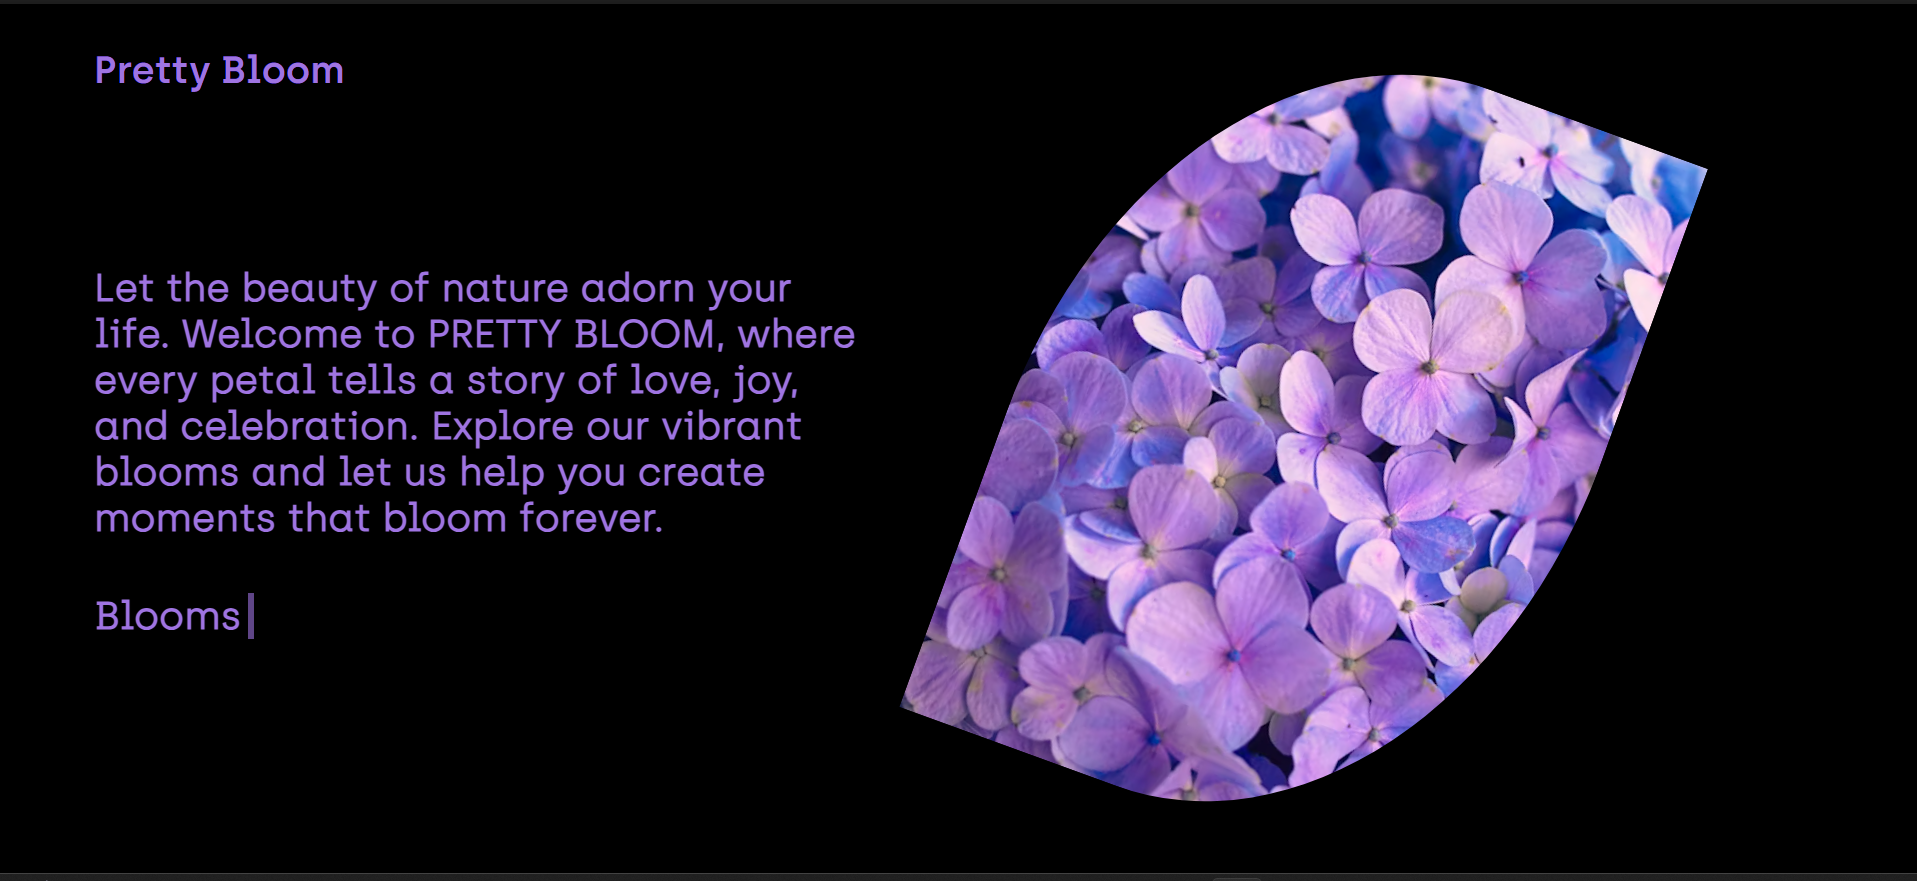 Pretty Bloom
Let the beauty of nature adorn your
life. Welcome to PRETTY BLOOM, where
every petal tells a story of love, joy,
and celebration. Explore our vibrant
blooms and let us help you create
moments that bloom forever.
Blooms